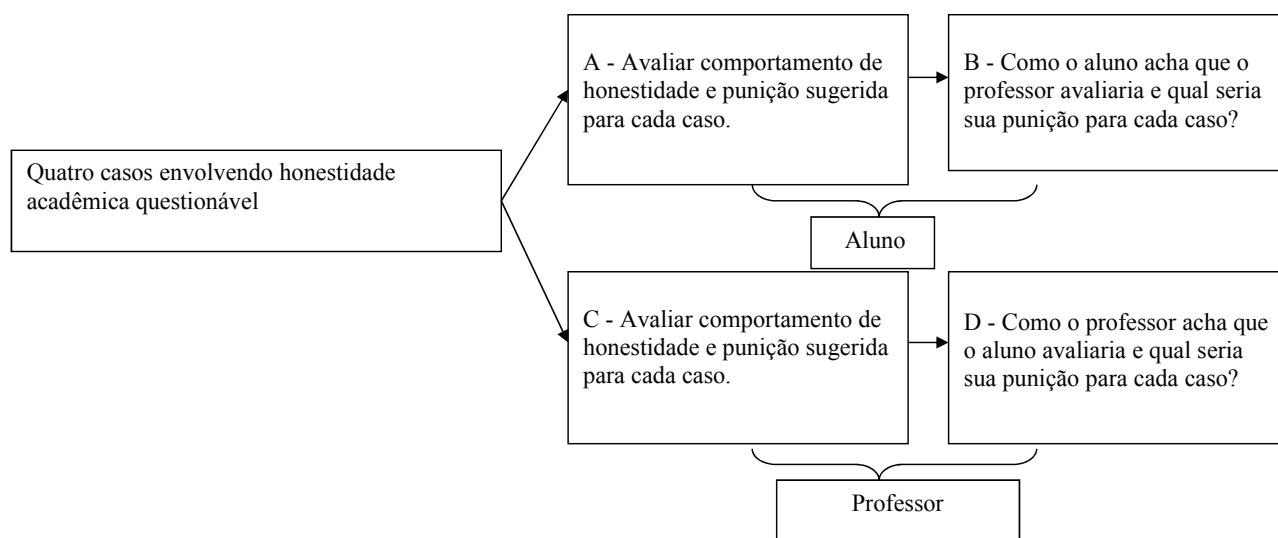 Quatro casos envolvendo honestidade
acadêmica questionável
A - Avaliar comportamento de
honestidade e punição sugerida
para cada caso.
B - Como o aluno acha que o
professor avaliaria e qual seria
sua punição para cada caso?
Aluno
C - Avaliar comportamento de
honestidade e punição sugerida
para cada caso.
D - Como o professor acha que
o aluno avaliaria e qual seria
sua punição para cada caso?
Professor